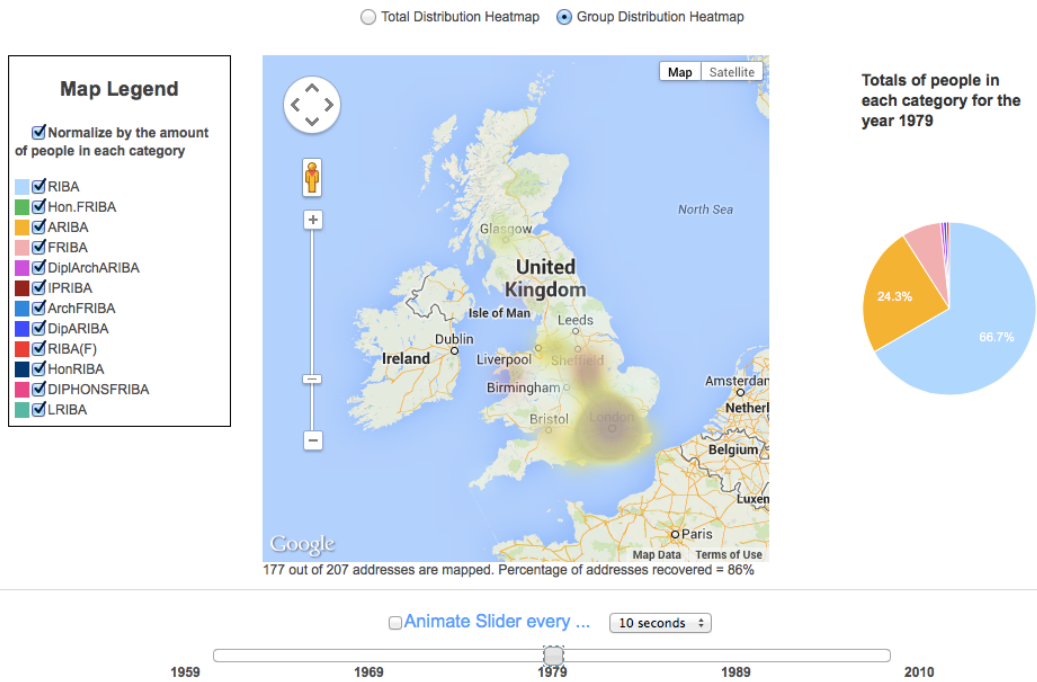 Total Distribution Heatmap Group Distribution Heatmap
Map Legend
Normalize by the amount
of people in each category
RIBA
Hon.FRIBA
ARIBA
FRIBA
DiplArchARIBA
IPRIBA
ArchFRIBA
DipARIBA
RIBA(F)
HonRIBA
DIPHONSFRIBA
LRIBA
Map Satellite
North Sea
Glasgow
United
Kingdom
Isle of Man
Leeds
Dublin
Ireland
Liverpool
Sheffield
Birmingham
Amsterdam
Netherl
Bristol
London
Belgium
Luxen
Paris
Google
Map Data Terms of Use
177 out of 207 addresses are mapped. Percentage of addresses recovered = 86%
Totals of people in
each category for the
year 1979
24.3%
66.7%
Animate Slider every ... 10 seconds
1959 1969 1979 1989 2010